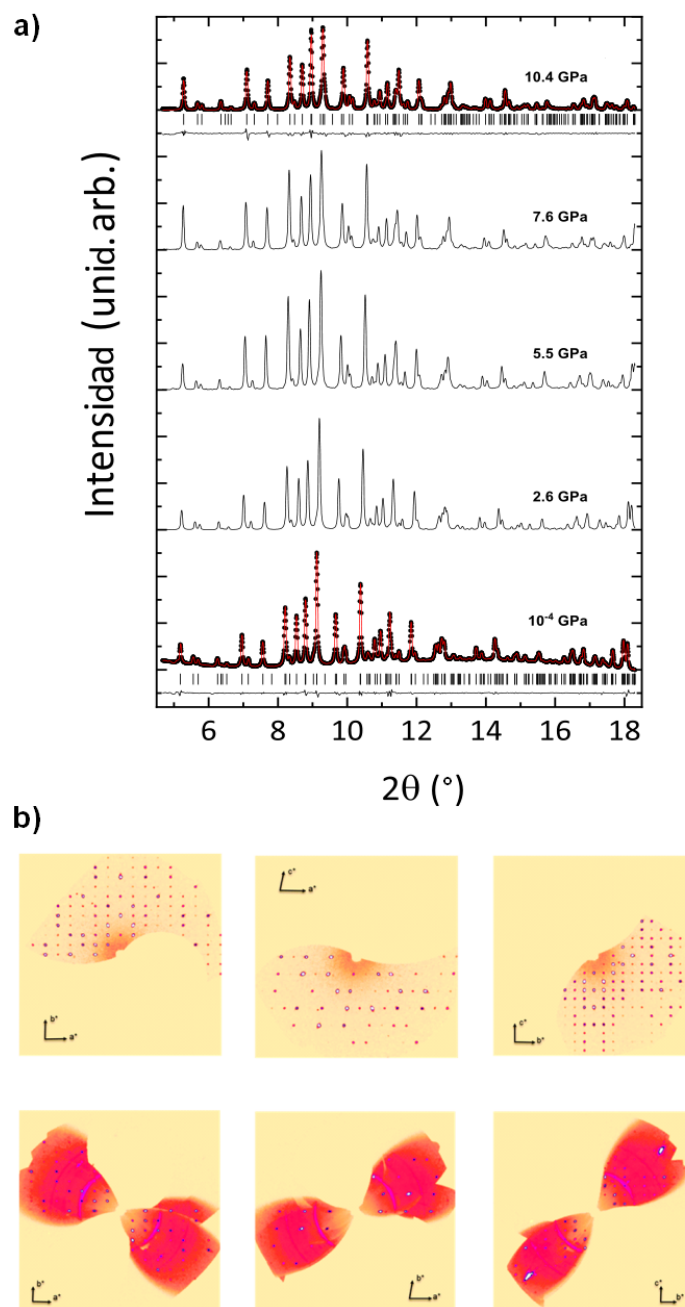 a)
Intensidad (unid. arb.)
10.4 GPa
7.6 GPa
5.5 GPa
2.6 GPa
10⁻⁴ GPa
6 8 10 12 14 16 18
2θ (°)
b)
b* a*
c* a*
c* b*
b* a*
b* a*
c* b*